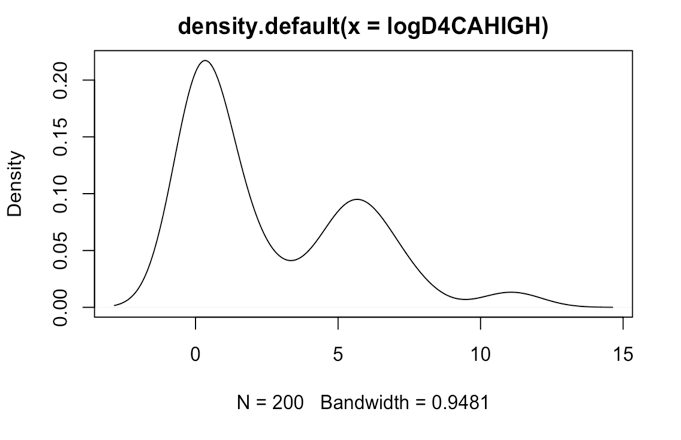 density.default(x = logD4CAHIGH)
Density
0.20
0.15
0.10
0.05
0.00
0 5 10 15
N = 200 Bandwidth = 0.9481